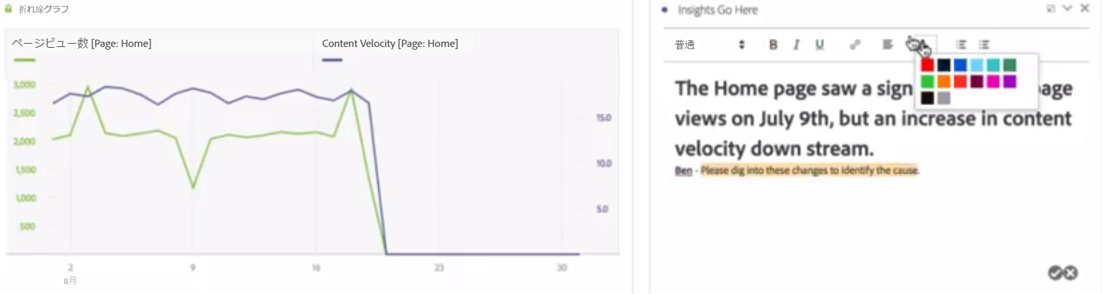 折れ線グラフ
ページビュー数 [Page: Home]
Content Velocity [Page: Home]
3,000
2,500
2,000
1,500
1,000
500
15.0
10.0
5.0
2
9
16
23
30
8月
Insights Go Here
普通
B I U
The Home page saw a sign page
views on July 9th, but an increase in content
velocity down stream.
Ben - Please dig into these changes to identify the cause.